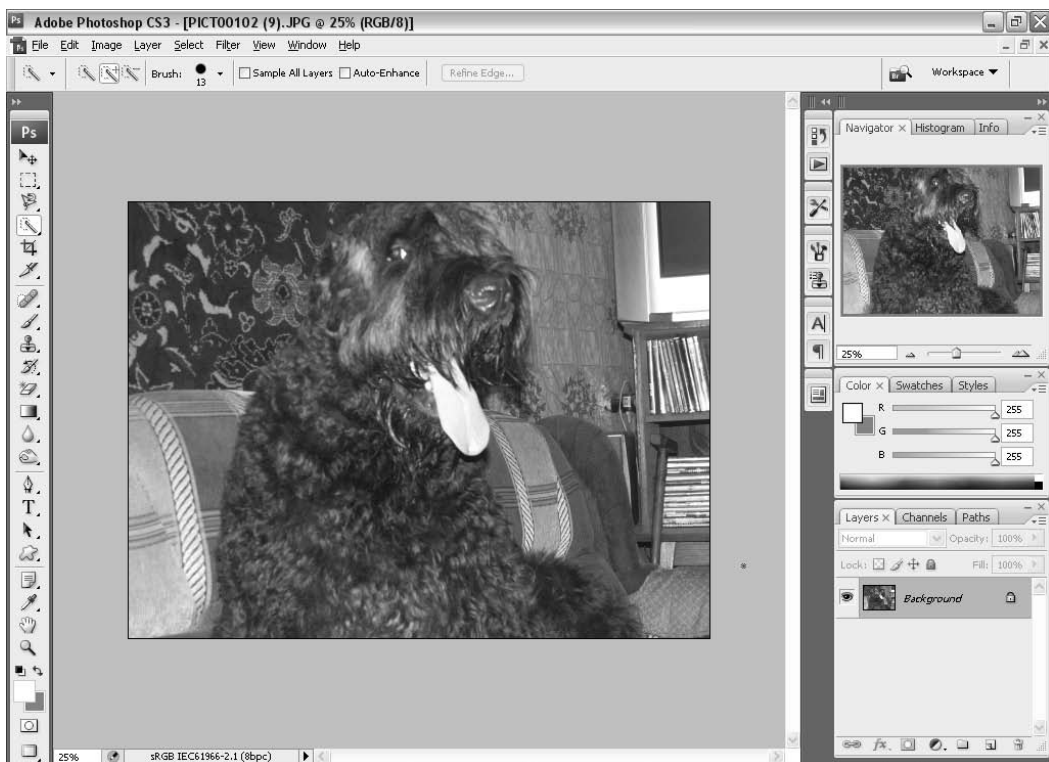 Ps Adobe Photoshop CS3 - [PICT00102 (9).JPG @ 25% (RGB/8)]
File Edit Image Layer Select Filter View Window Help
Brush: 13 Sample All Layers Auto-Enhance Refine Edge... Workspace
Ps
Navigator × Histogram Info
25%
Color × Swatches Styles
R 255
G 255
B 255
Layers × Channels Paths
Normal Opacity: 100%
Lock: Fill: 100%
Background
25% sRGB IEC61966-2.1 (8bpc)